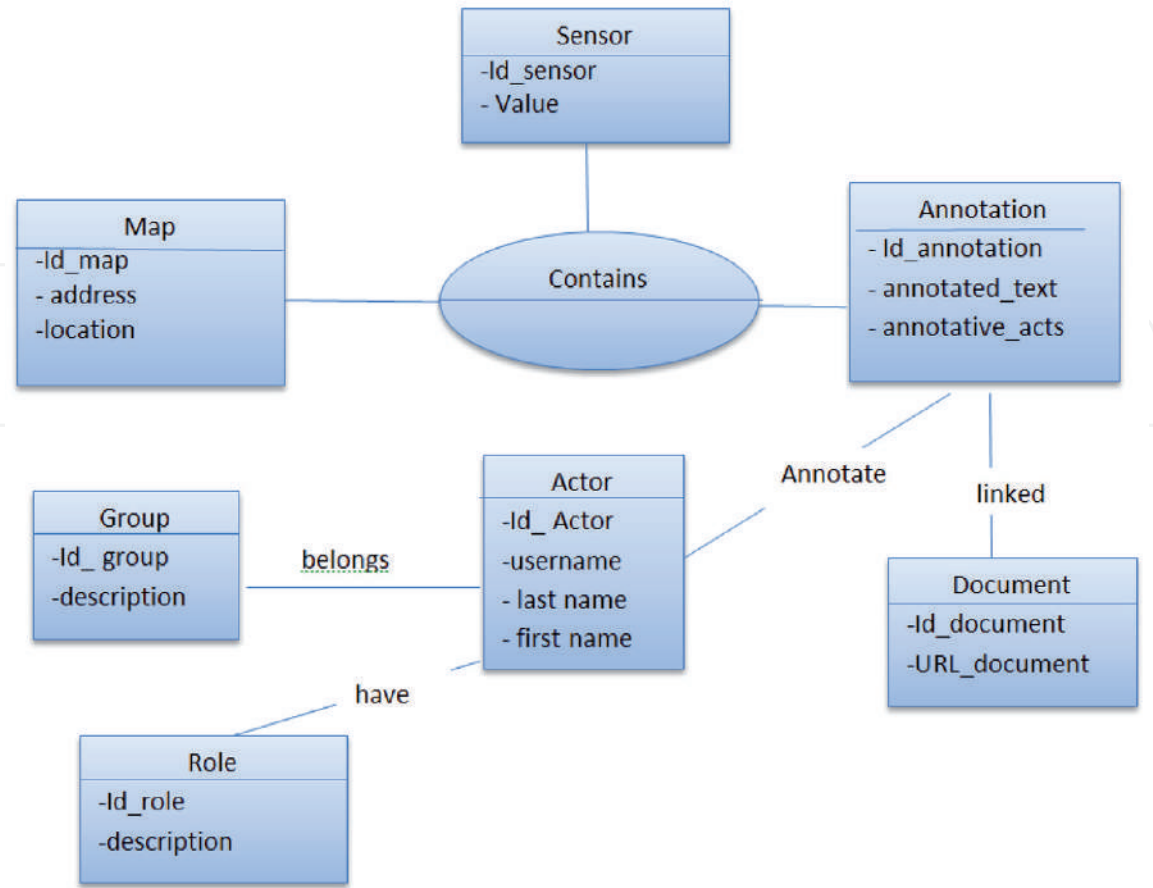 Sensor
-Id_sensor
- Value
Map
-Id_map
- address
-location
Contains
Annotation
- Id_annotation
- annotated_text
- annotative_acts
Annotate
linked
Group
-Id_ group
-description
belongs
Actor
-Id_ Actor
-username
- last name
- first name
Document
-Id_document
-URL_document
have
Role
-Id_role
-description